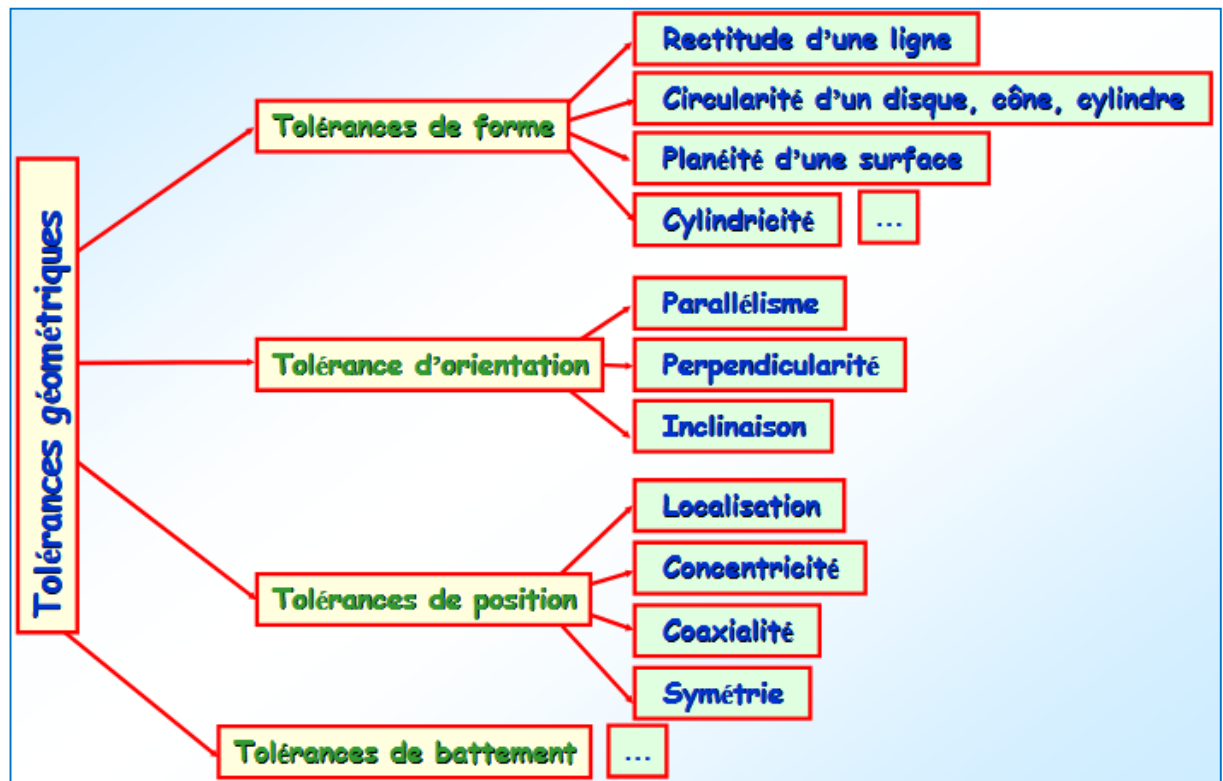 Tolérances géométriques
Tolérances de forme
Rectitude d'une ligne
Circularité d'un disque, cône, cylindre
Planéité d'une surface
Cylindricité
...
Tolérance d'orientation
Parallélisme
Perpendicularité
Inclinaison
Tolérances de position
Localisation
Concentricité
Coaxialité
Symétrie
Tolérances de battement
...